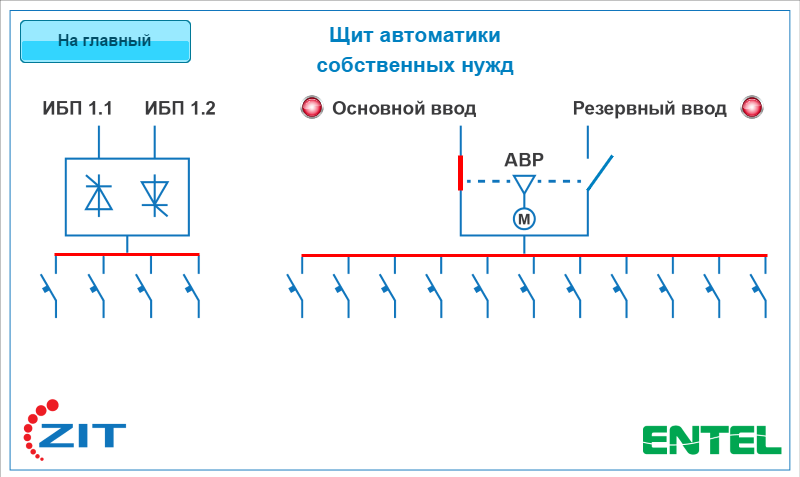 На главный
Щит автоматики
собственных нужд
ИБП 1.1
ИБП 1.2
Основной ввод
Резервный ввод
АВР
М
ZIT
ENTEL